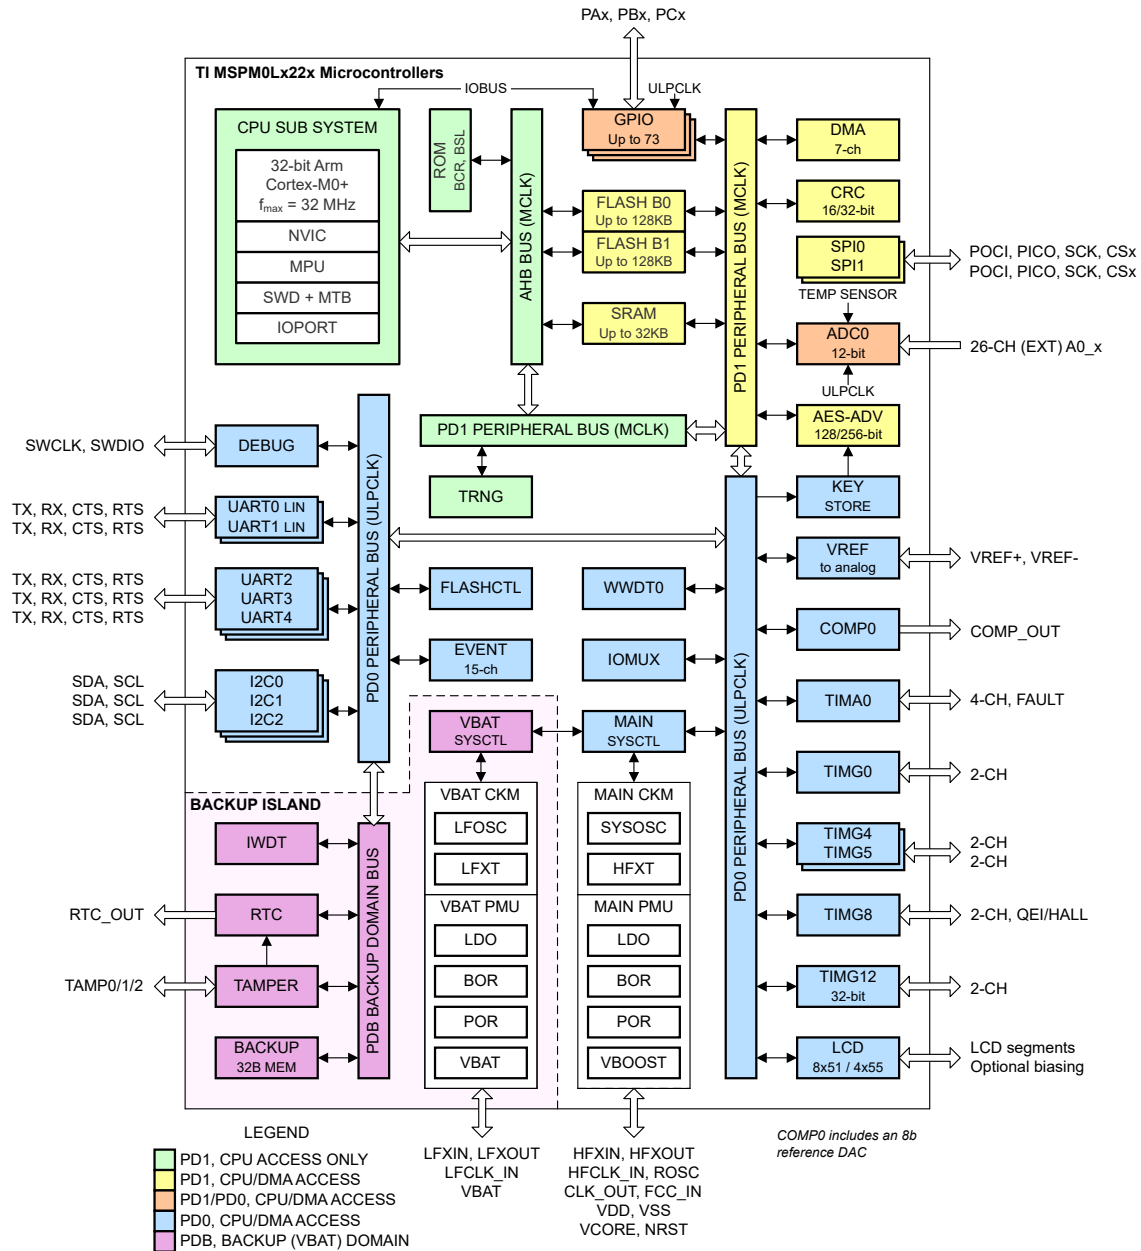 PAx, PBx, PCx
TI MSPM0Lx22x Microcontrollers
IOBUS
ULPCLK
CPU SUB SYSTEM
32-bit Arm
Cortex-M0+
fmax = 32 MHz
NVIC
MPU
SWD + MTB
IOPORT
ROM
BCR, BSL
AHB BUS (MCLK)
GPIO
Up to 73
FLASH B0
Up to 128KB
FLASH B1
Up to 128KB
SRAM
Up to 32KB
PD1 PERIPHERAL BUS (MCLK)
DMA
7-ch
CRC
16/32-bit
SPI0
SPI1
POCI, PICO, SCK, CSx
POCI, PICO, SCK, CSx
TEMP SENSOR
ADC0
12-bit
26-CH (EXT) A0_x
ULPCLK
AES-ADV
128/256-bit
PD1 PERIPHERAL BUS (MCLK)
TRNG
SWCLK, SWDIO
DEBUG
TX, RX, CTS, RTS
TX, RX, CTS, RTS
UART0 LIN
UART1 LIN
TX, RX, CTS, RTS
TX, RX, CTS, RTS
TX, RX, CTS, RTS
UART2
UART3
UART4
SDA, SCL
SDA, SCL
SDA, SCL
I2C0
I2C1
I2C2
PD0 PERIPHERAL BUS (ULPCLK)
FLASHCTL
EVENT
15-ch
WWDT0
IOMUX
VBAT
SYSCTL
MAIN
SYSCTL
PD0 PERIPHERAL BUS (ULPCLK)
KEY
STORE
VREF
to analog
VREF+, VREF-
COMP0
COMP_OUT
TIMA0
4-CH, FAULT
TIMG0
2-CH
TIMG4
TIMG5
2-CH
2-CH
TIMG8
2-CH, QEI/HALL
TIMG12
32-bit
2-CH
LCD
8x51 / 4x55
LCD segments
Optional biasing
BACKUP ISLAND
IWDT
RTC_OUT
RTC
TAMP0/1/2
TAMPER
BACKUP
32B MEM
PDB BACKUP DOMAIN BUS
VBAT CKM
LFOSC
LFXT
VBAT PMU
LDO
BOR
POR
VBAT
MAIN CKM
SYSOSC
HFXT
MAIN PMU
LDO
BOR
POR
VBOOST
LFXIN, LFXOUT
LFCLK_IN
VBAT
HFXIN, HFXOUT
HFCLK_IN, ROSC
CLK_OUT, FCC_IN
VDD, VSS
VCORE, NRST
COMP0 includes an 8b
reference DAC
LEGEND
PD1, CPU ACCESS ONLY
PD1, CPU/DMA ACCESS
PD1/PD0, CPU/DMA ACCESS
PD0, CPU/DMA ACCESS
PDB, BACKUP (VBAT) DOMAIN